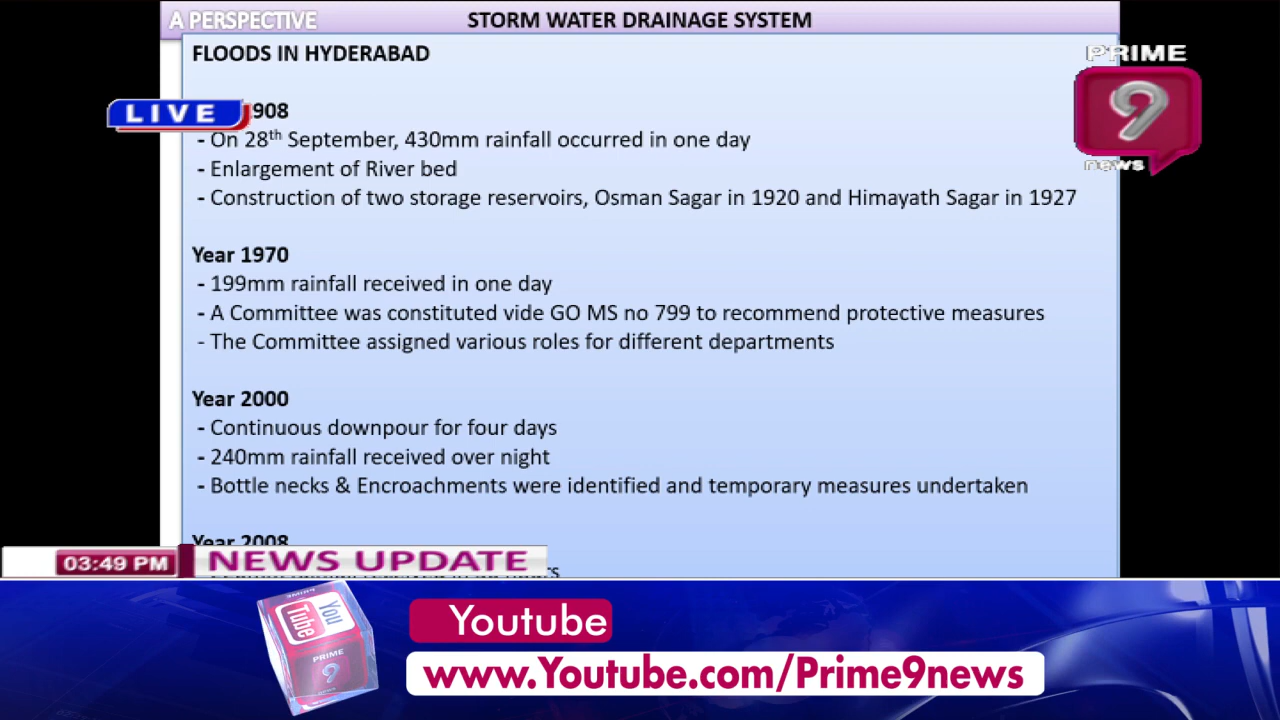 A PERSPECTIVE
STORM WATER DRAINAGE SYSTEM
FLOODS IN HYDERABAD
PRIME
9
news
LIVE
908
- On 28th September, 430mm rainfall occurred in one day
- Enlargement of River bed
- Construction of two storage reservoirs, Osman Sagar in 1920 and Himayath Sagar in 1927
Year 1970
- 199mm rainfall received in one day
- A Committee was constituted vide GO MS no 799 to recommend protective measures
- The Committee assigned various roles for different departments
Year 2000
- Continuous downpour for four days
- 240mm rainfall received over night
- Bottle necks & Encroachments were identified and temporary measures undertaken
Year 2008
03:49 PM
NEWS UPDATE
You
Tube
PRIME
9
Youtube
www.Youtube.com/Prime9news